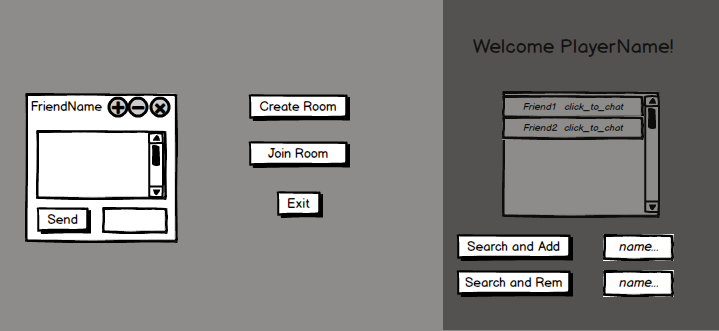 FriendName
Send
Create Room
Join Room
Exit
Welcome PlayerName!
Friend1 click_to_chat
Friend2 click_to_chat
Search and Add name...
Search and Rem name...